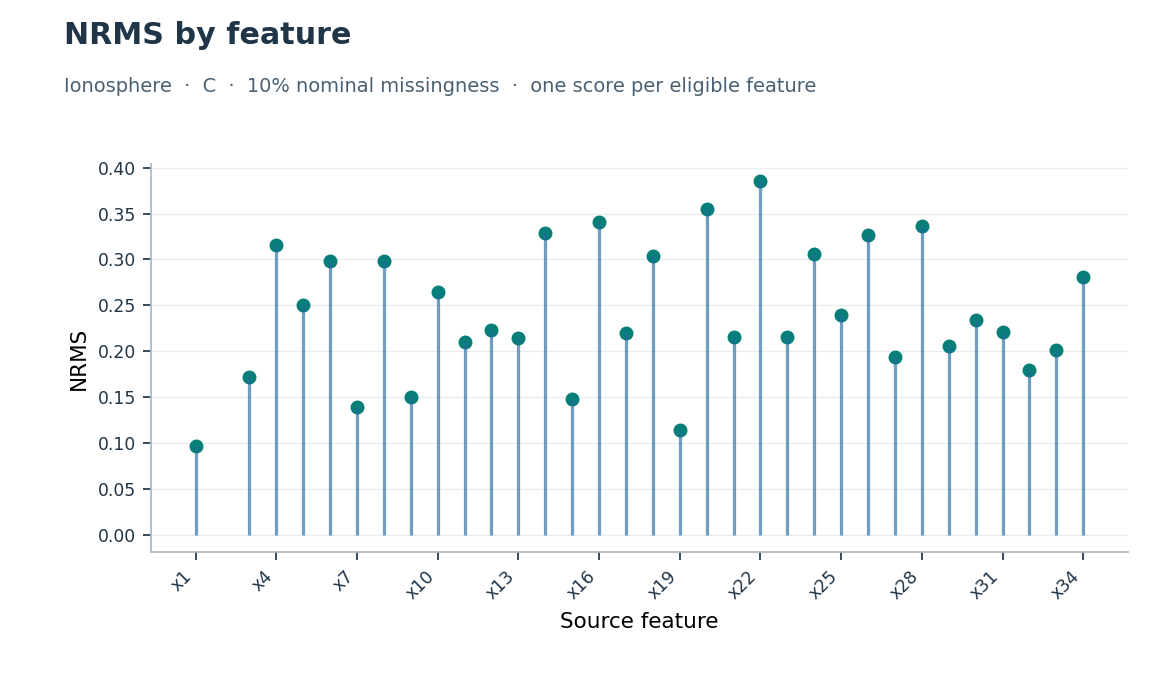 NRMS by feature
Ionosphere · C · 10% nominal missingness · one score per eligible feature
0.40
0.35
0.30
0.25
0.20
0.15
0.10
0.05
0.00
NRMS
x1 x4 x7 x10 x13 x16 x19 x22 x25 x28 x31 x34
Source feature